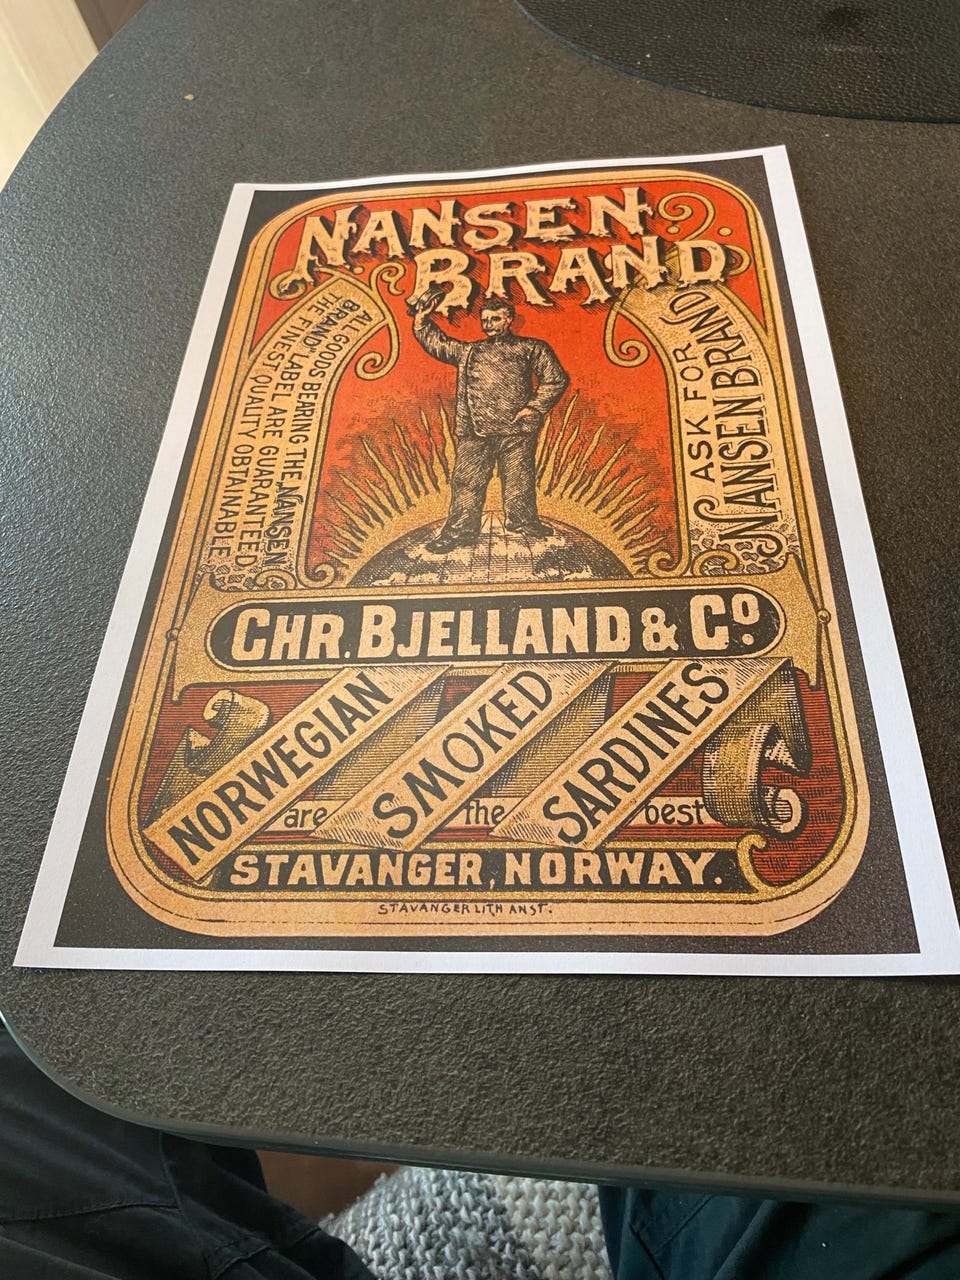 NANSEN
BRAND
ALL GOODS BEARING THE "NANSEN
BRAND" LABEL ARE GUARANTEED
THE FINEST QUALITY OBTAINABLE
ASK FOR
NANSEN BRAND
CHR. BJELLAND & Co.
NORWEGIAN SMOKED SARDINES
are the best
STAVANGER, NORWAY.
STAVANGER LITH ANST.